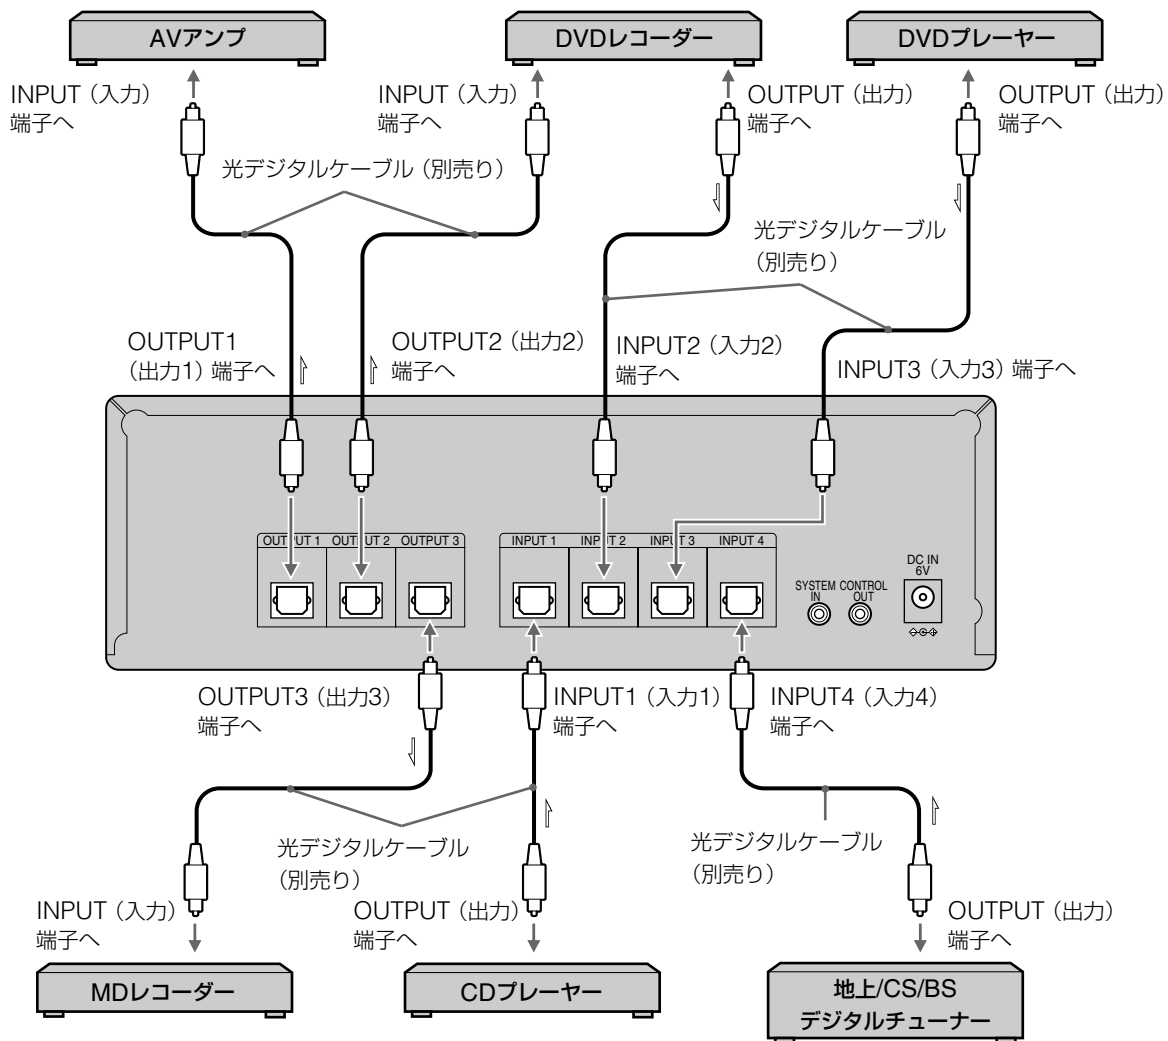 AVアンプ
DVDレコーダー
DVDプレーヤー
INPUT（入力）
端子へ
INPUT（入力）
端子へ
OUTPUT（出力）
端子へ
OUTPUT（出力）
端子へ
光デジタルケーブル（別売り）
光デジタルケーブル
（別売り）
OUTPUT1
（出力1）端子へ
OUTPUT2（出力2）
端子へ
INPUT2（入力2）
端子へ
INPUT3（入力3）端子へ
OUTPUT 1
OUTPUT 2
OUTPUT 3
INPUT 1
INPUT 2
INPUT 3
INPUT 4
SYSTEM CONTROL
IN
OUT
DC IN
6V
OUTPUT3（出力3）
端子へ
INPUT1（入力1）
端子へ
INPUT4（入力4）
端子へ
光デジタルケーブル
（別売り）
光デジタルケーブル
（別売り）
INPUT（入力）
端子へ
OUTPUT（出力）
端子へ
OUTPUT（出力）
端子へ
MDレコーダー
CDプレーヤー
地上/CS/BS
デジタルチューナー